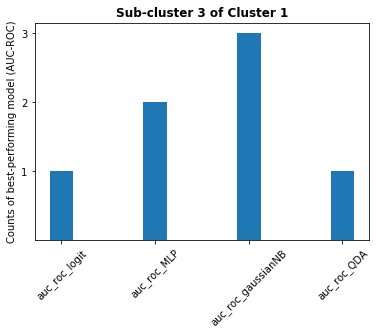 Sub-cluster 3 of Cluster 1
Counts of best-performing model (AUC-ROC)
3
2
1
auc_roc_logit
auc_roc_MLP
auc_roc_gaussianNB
auc_roc_QDA